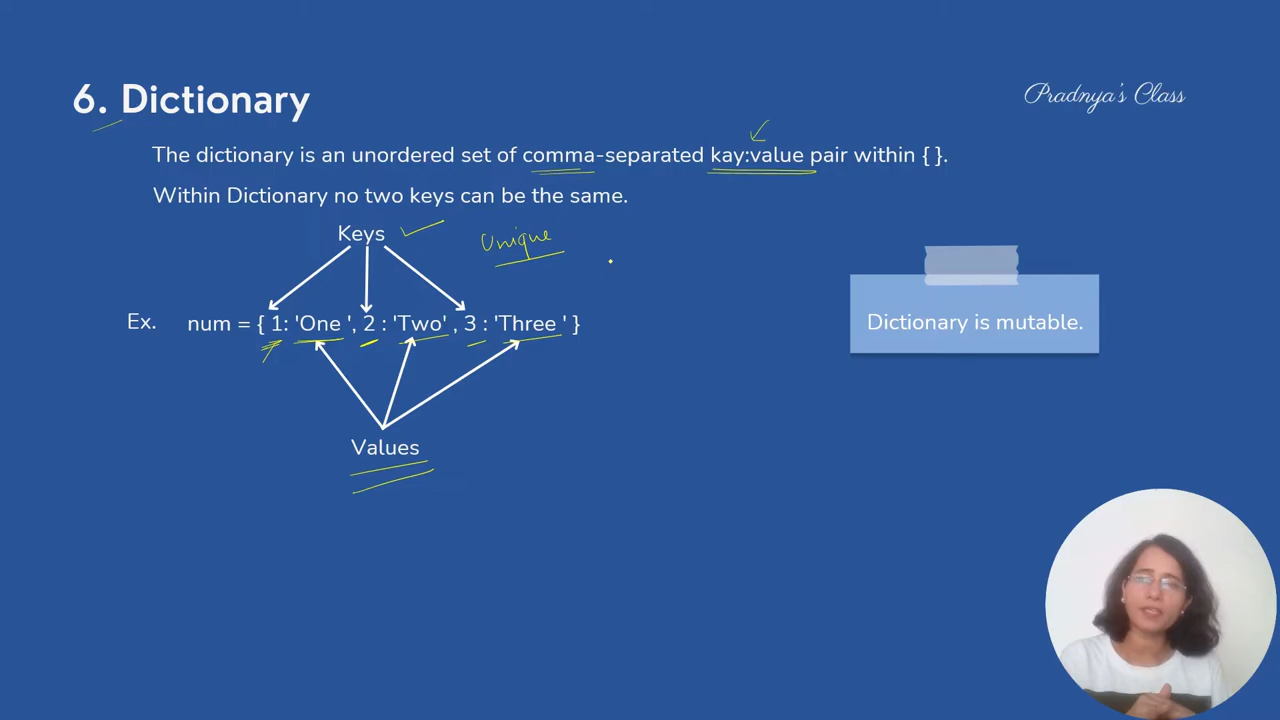 6. Dictionary
Pradnya's Class
The dictionary is an unordered set of comma-separated kay:value pair within { }.
Within Dictionary no two keys can be the same.
Keys
Unique
Ex. num = { 1: 'One ', 2 : 'Two' , 3 : 'Three ' }
Dictionary is mutable.
Values